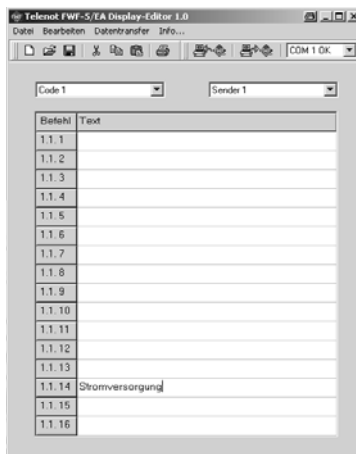 Telenot FWF-5/EA Display-Editor 1.0
Datei Bearbeiten Datentransfer Info...
COM 1 OK
Code 1 Sender 1
Befehl Text
1.1. 1
1.1. 2
1.1. 3
1.1. 4
1.1. 5
1.1. 6
1.1. 7
1.1. 8
1.1. 9
1.1. 10
1.1. 11
1.1. 12
1.1. 13
1.1. 14 Stromversorgung
1.1. 15
1.1. 16